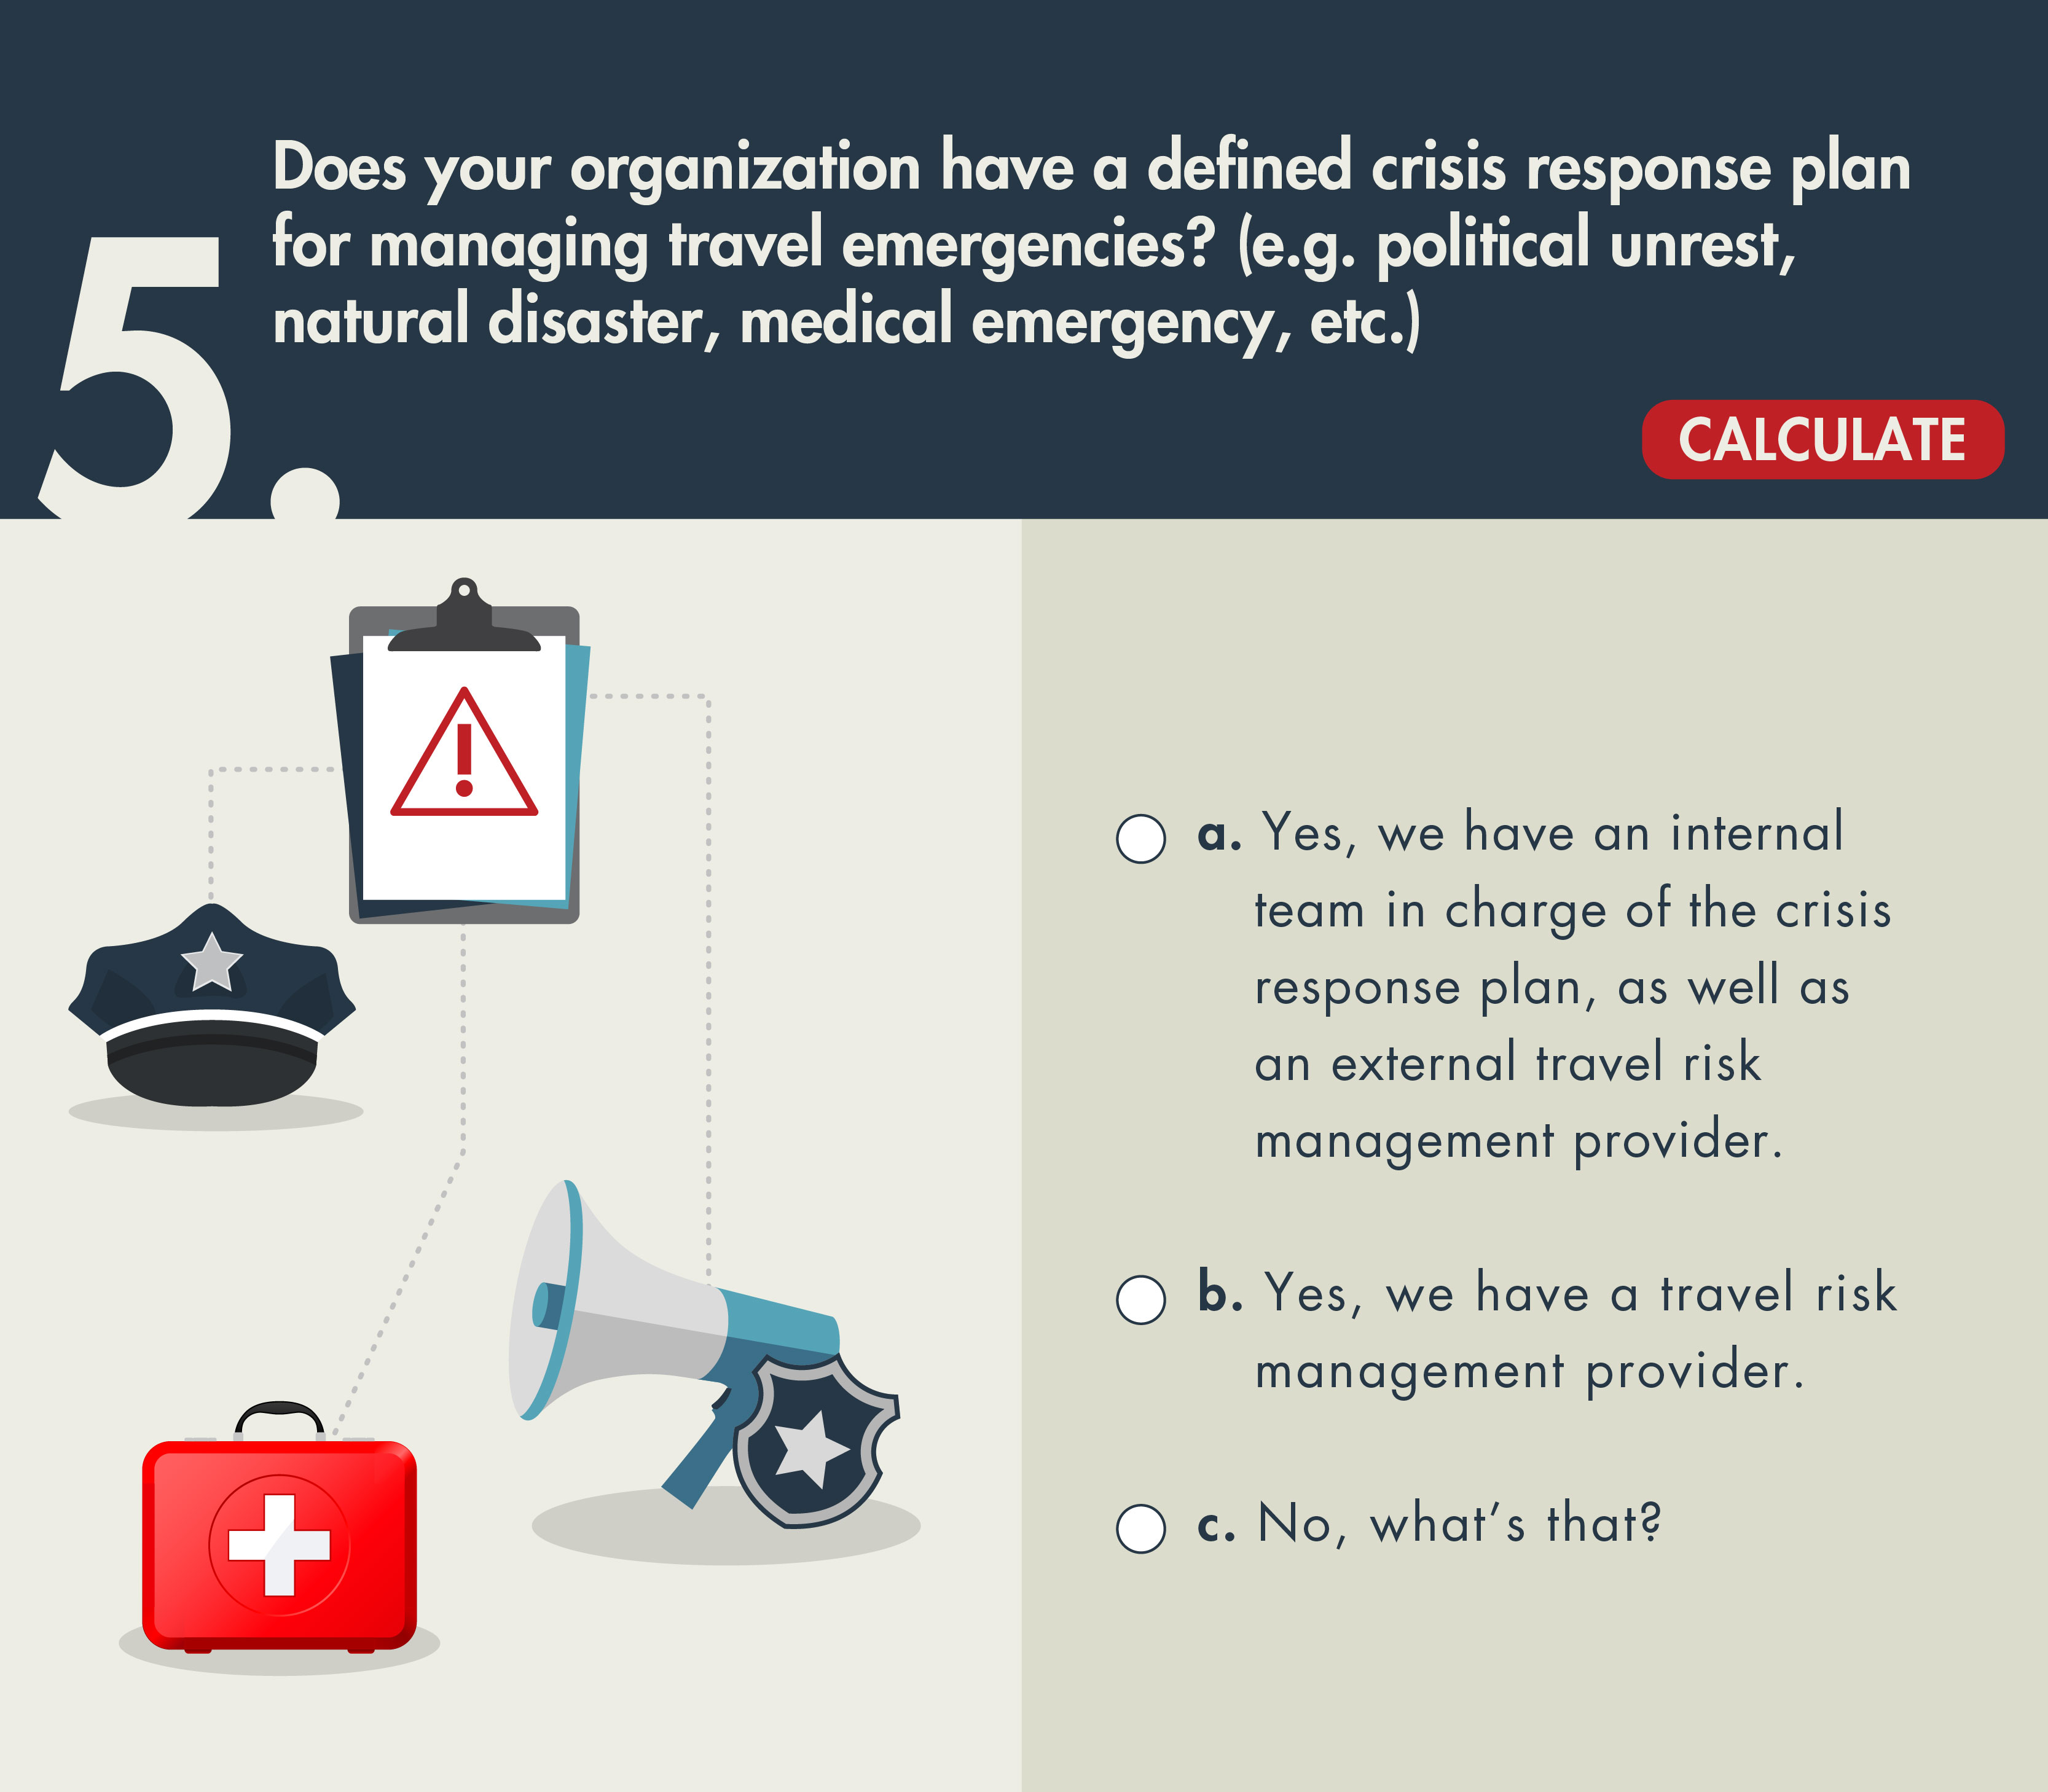 5.
Does your organization have a defined crisis response plan
for managing travel emergencies? (e.g. political unrest,
natural disaster, medical emergency, etc.)
CALCULATE
a. Yes, we have an internal
team in charge of the crisis
response plan, as well as
an external travel risk
management provider.
b. Yes, we have a travel risk
management provider.
c. No, what's that?